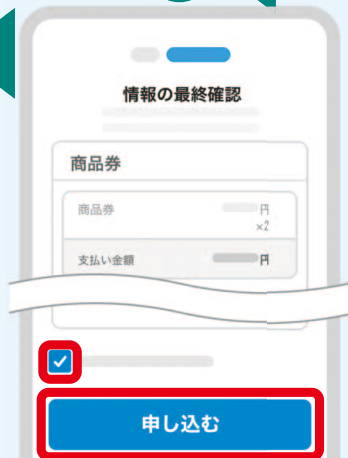 情報の最終確認
商品券
商品券 円
×2
支払い金額 円
申し込む